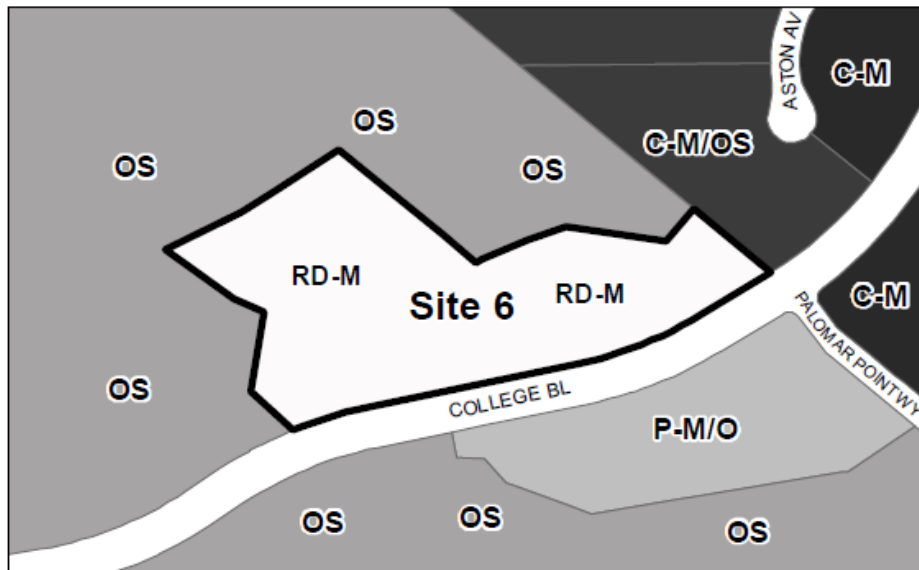 ASTON AV
C-M
OS
C-M/OS
OS
OS
RD-M
RD-M
Site 6
C-M
PALOMAR POINT WY
OS
COLLEGE BL
P-M/O
OS
OS
OS